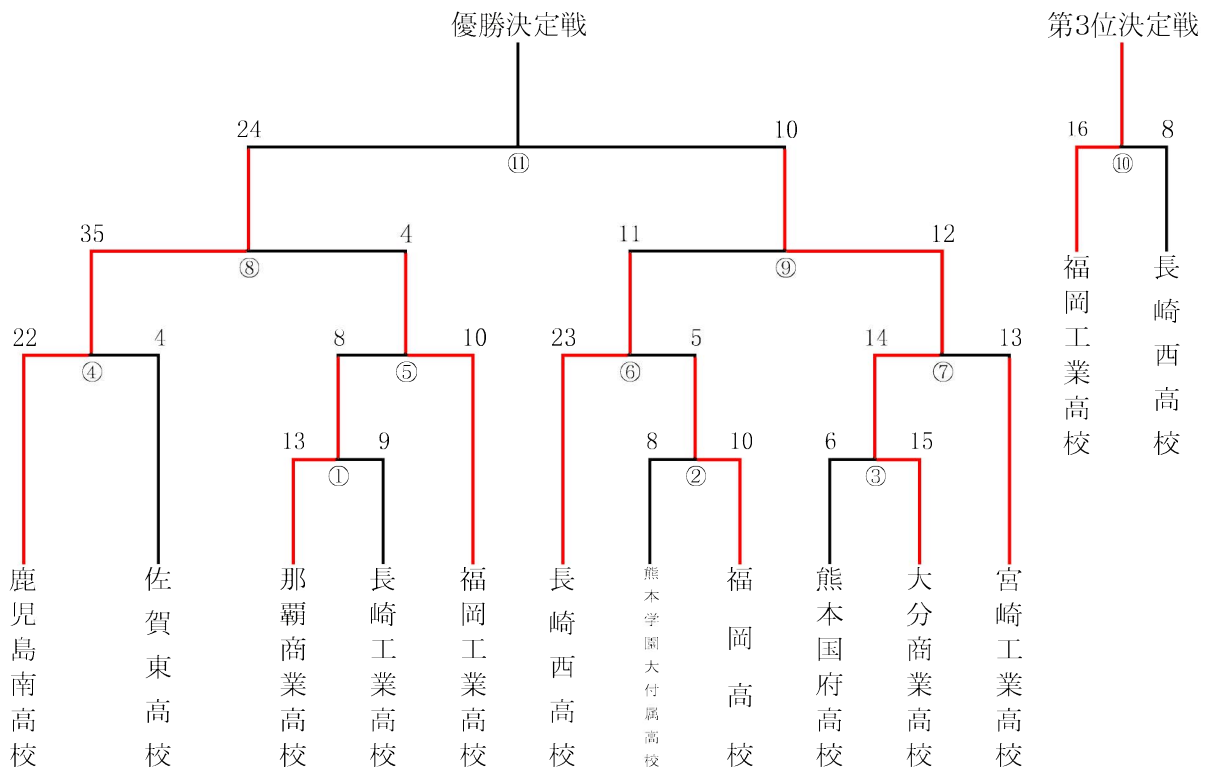 優勝決定戦
第3位決定戦
24
10
⑪
16
8
⑩
35
4
⑧
11
12
⑨
福岡工業高校
長崎西高校
22
4
④
8
10
⑤
23
5
⑥
14
13
⑦
13
9
①
8
10
②
6
15
③
鹿児島南高校
佐賀東高校
那覇商業高校
長崎工業高校
福岡工業高校
長崎西高校
熊本学園大付属高校
福岡高校
熊本国府高校
大分商業高校
宮崎工業高校